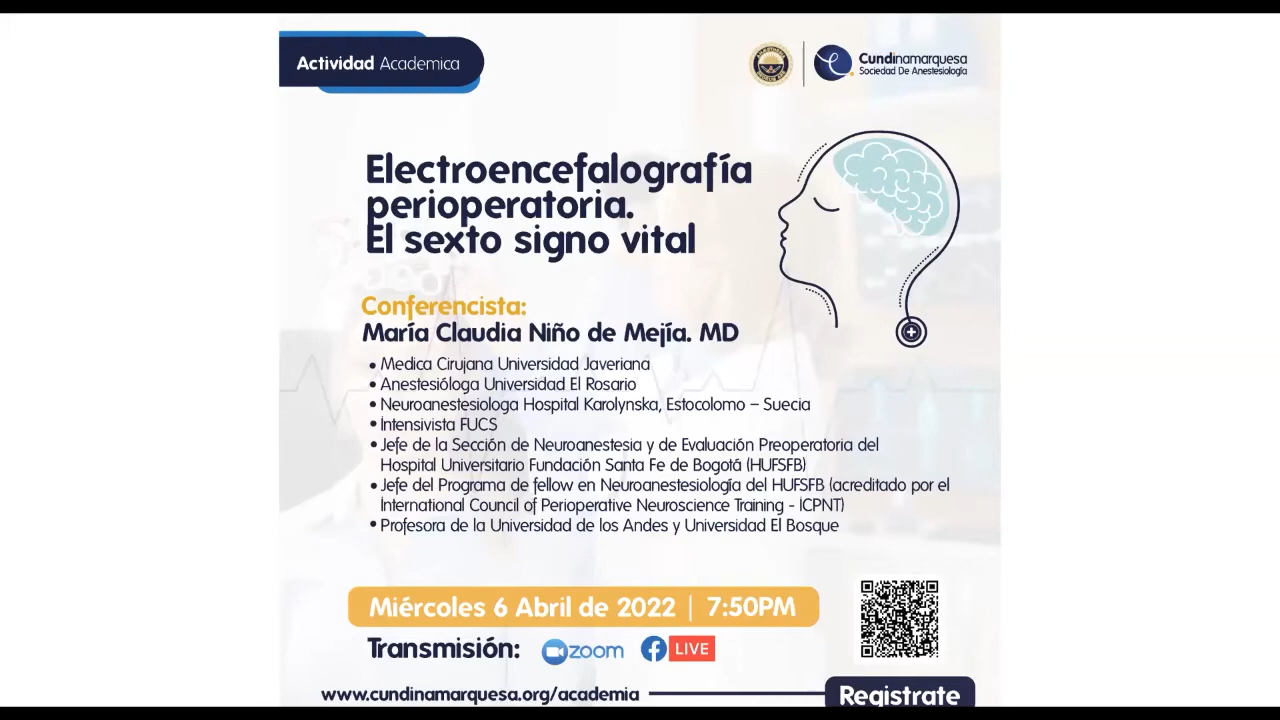 Actividad Academica
Cundinamarquesa
Sociedad De Anestesiología
Electroencefalografía
perioperatoria.
El sexto signo vital
Conferencista:
María Claudia Niño de Mejía. MD
• Medica Cirujana Universidad Javeriana
• Anestesióloga Universidad El Rosario
• Neuroanestesiologa Hospital Karolynska, Estocolomo – Suecia
• Intensivista FUCS
• Jefe de la Sección de Neuroanestesia y de Evaluación Preoperatoria del
Hospital Universitario Fundación Santa Fe de Bogotá (HUFSFB)
• Jefe del Programa de fellow en Neuroanestesiología del HUFSFB (acreditado por el
International Council of Perioperative Neuroscience Training - ICPNT)
• Profesora de la Universidad de los Andes y Universidad El Bosque
Miércoles 6 Abril de 2022 | 7:50PM
Transmisión: zoom LIVE
www.cundinamarquesa.org/academia
Registrate